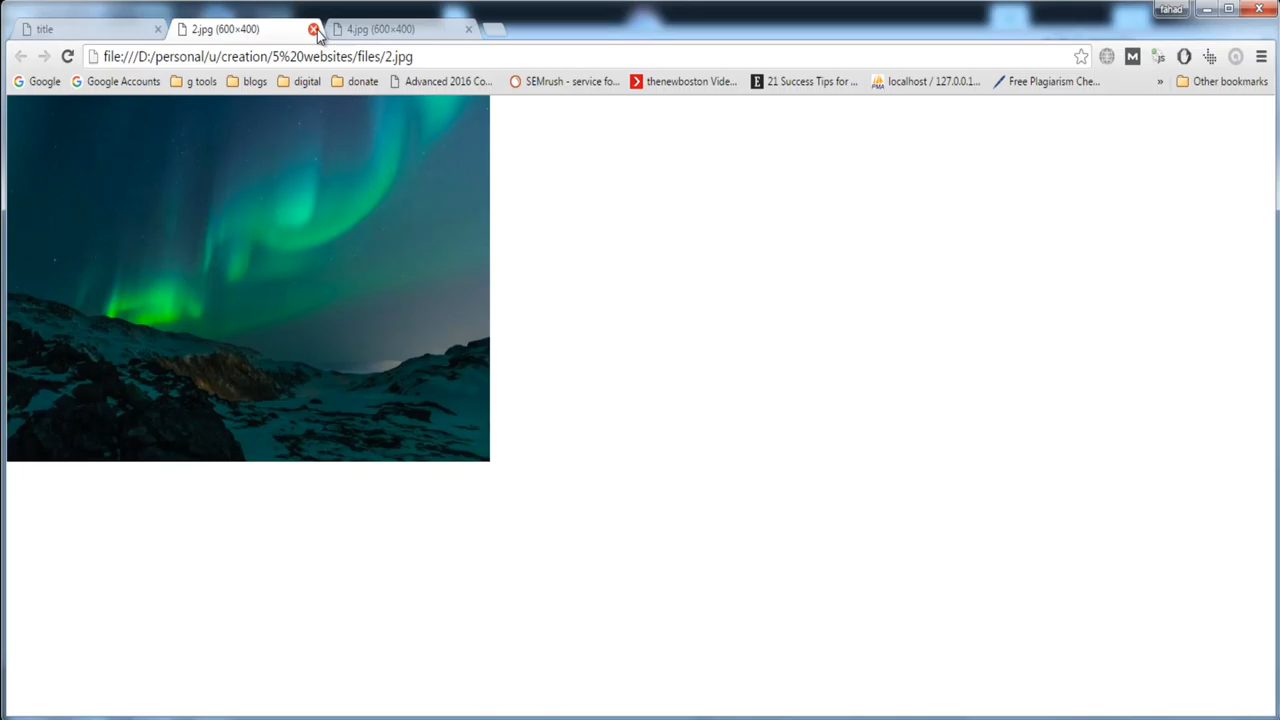 fahad
title
2.jpg (600×400)
4.jpg (600×400)
file:///D:/personal/u/creation/5%20websites/files/2.jpg
M
js
Google
Google Accounts
g tools
blogs
digital
donate
Advanced 2016 Co...
SEMrush - service fo...
thenewboston Vide...
E
21 Success Tips for ...
PMA
localhost / 127.0.0.1...
Free Plagiarism Che...
»
Other bookmarks